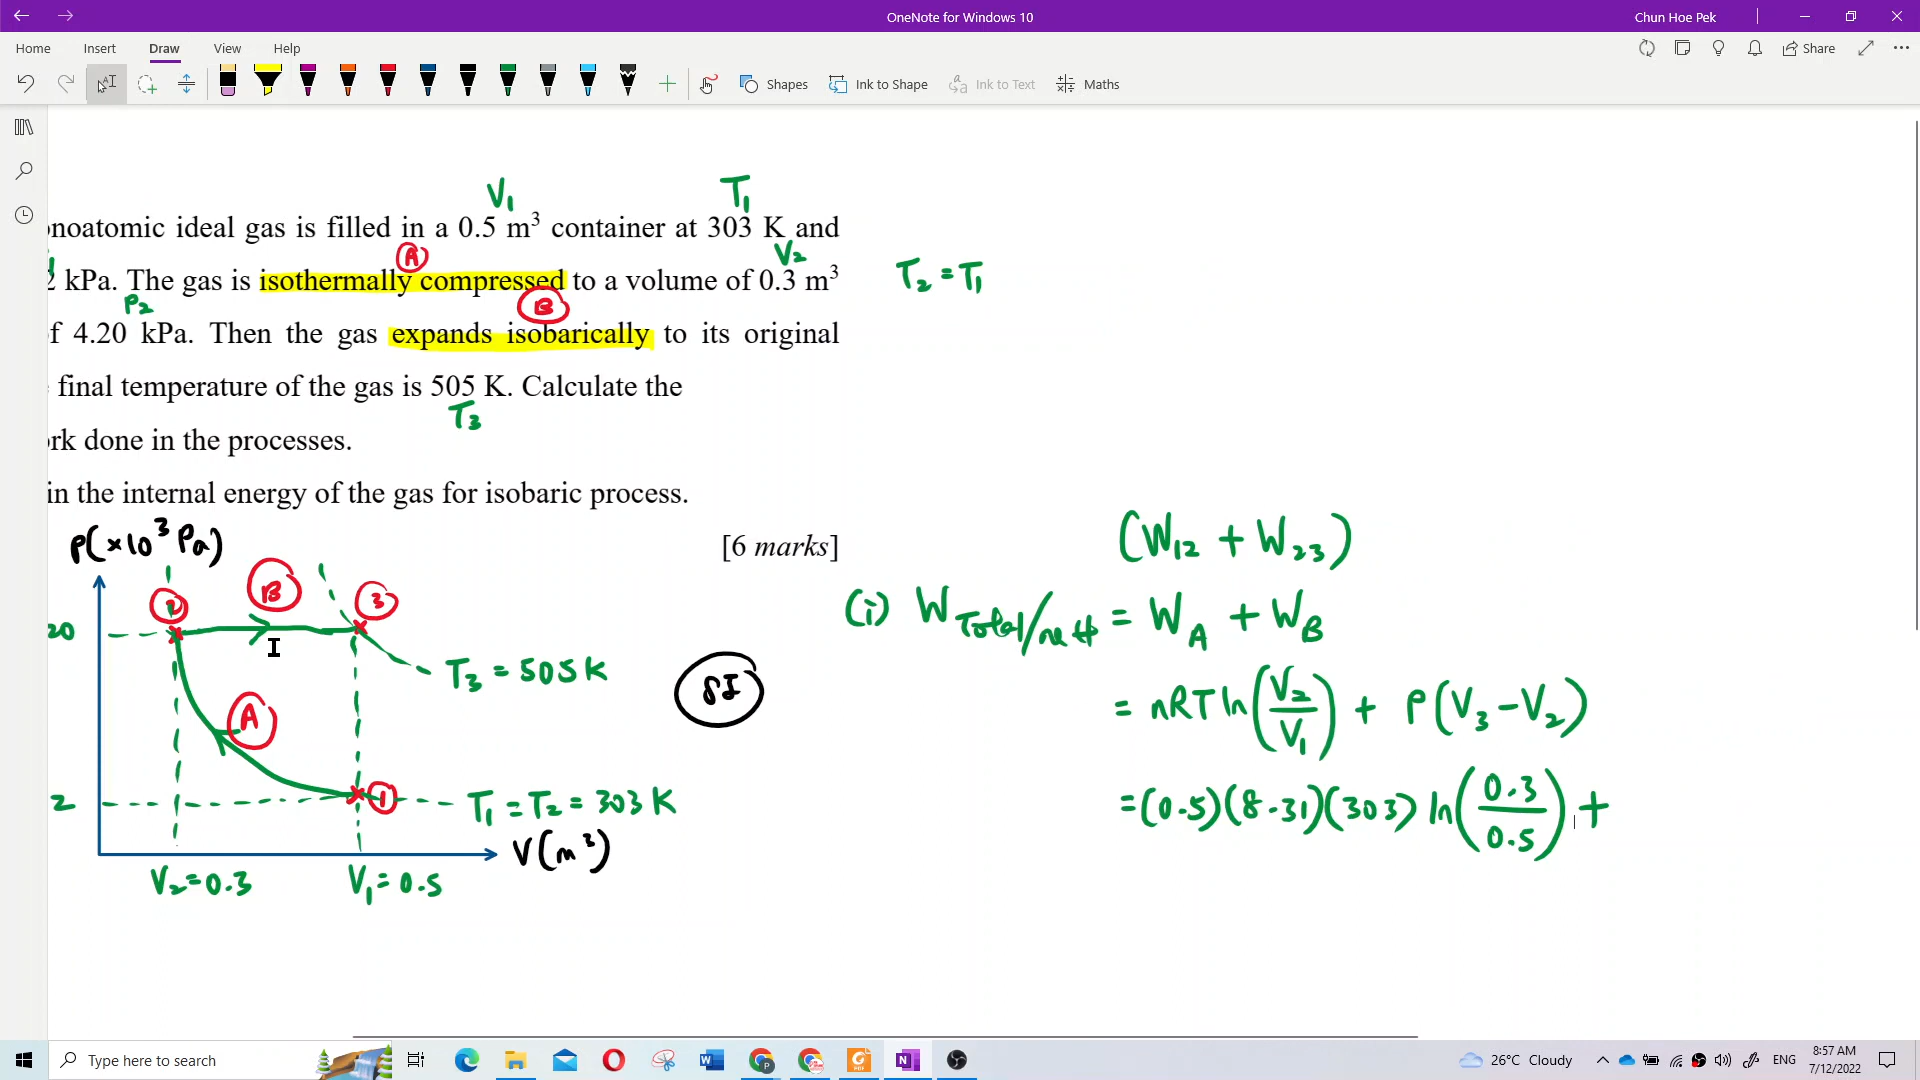 OneNote for Windows 10
Chun Hoe Pek
Home Insert Draw View Help
Share
Shapes Ink to Shape Ink to Text Maths
V₁ T₁
onoatomic ideal gas is filled in a 0.5 m³ container at 303 K and
A V₂
2 kPa. The gas is isothermally compressed to a volume of 0.3 m³ T₂ = T₁
P₂ B
of 4.20 kPa. Then the gas expands isobarically to its original
final temperature of the gas is 505 K. Calculate the
T₃
ork done in the processes.
in the internal energy of the gas for isobaric process.
[6 marks]
P(×10³ Pa)
(W₁₂ + W₂₃)
2 B 3
(i) W Total/nett = W_A + W_B
20
T₃ = 505 K
SI
= nRT ln(V₂/V₁) + P(V₃ - V₂)
A
2 1 T₁ = T₂ = 303 K
= (0.5)(8.31)(303) ln(0.3/0.5) +
V(m³)
V₂ = 0.3 V₁ = 0.5
Type here to search
26°C Cloudy
ENG
8:57 AM
7/12/2022